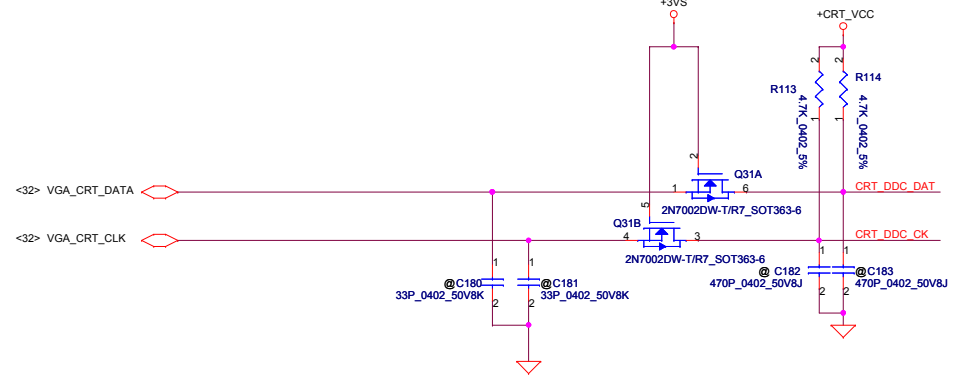 +3VS
+CRT_VCC
2
2
R113
R114
4.7K_0402_5%
4.7K_0402_5%
1
1
2
Q31A
<32> VGA_CRT_DATA
1
6
CRT_DDC_DAT
2N7002DW-T/R7_SOT363-6
5
Q31B
<32> VGA_CRT_CLK
4
3
CRT_DDC_CK
2N7002DW-T/R7_SOT363-6
1
1
1
1
@C180
@C181
@ C182
@C183
33P_0402_50V8K
33P_0402_50V8K
470P_0402_50V8J
470P_0402_50V8J
2
2
2
2